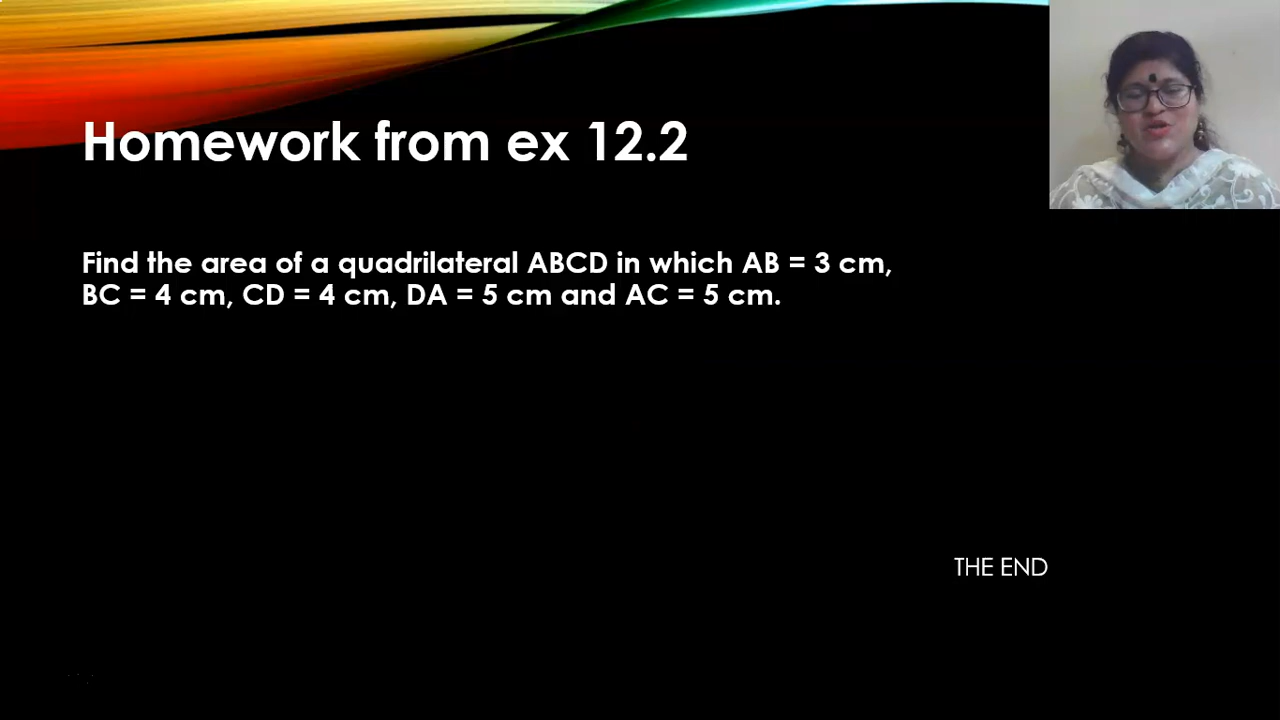 Homework from ex 12.2
Find the area of a quadrilateral ABCD in which AB = 3 cm,
BC = 4 cm, CD = 4 cm, DA = 5 cm and AC = 5 cm.
THE END